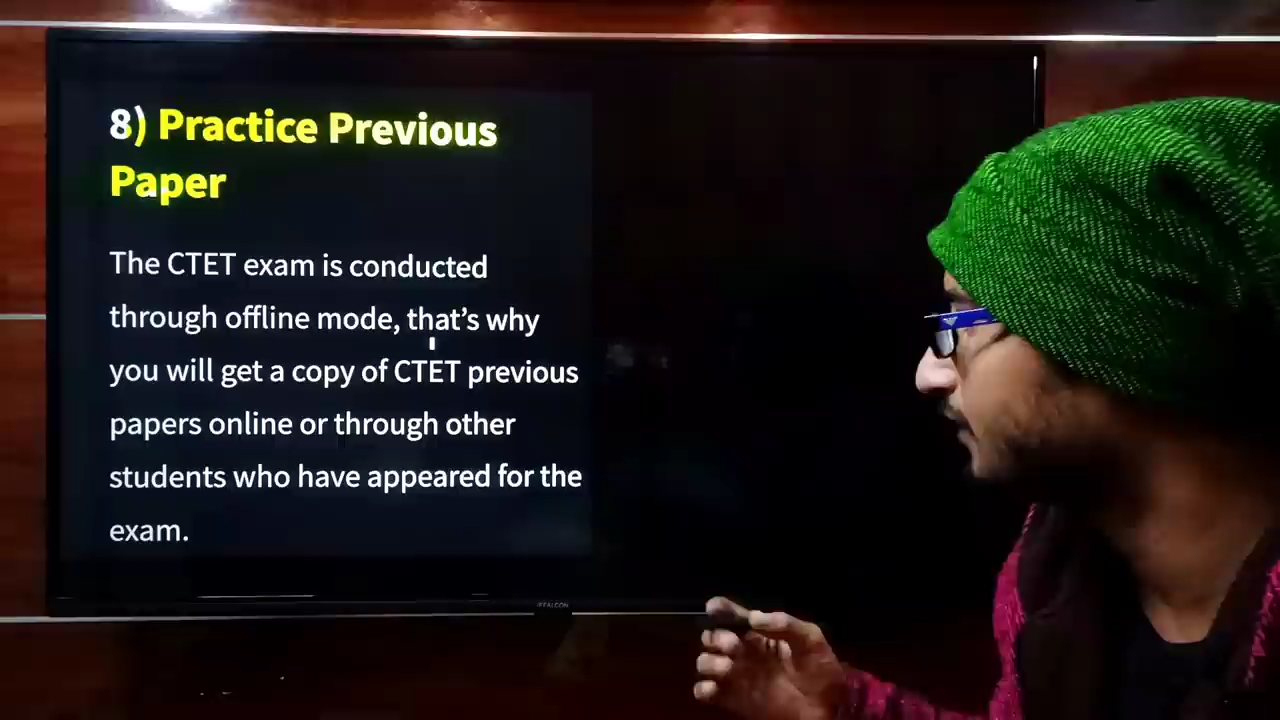 8) Practice Previous
Paper
The CTET exam is conducted
through offline mode, that’s why
you will get a copy of CTET previous
papers online or through other
students who have appeared for the
exam.
iFFALCON